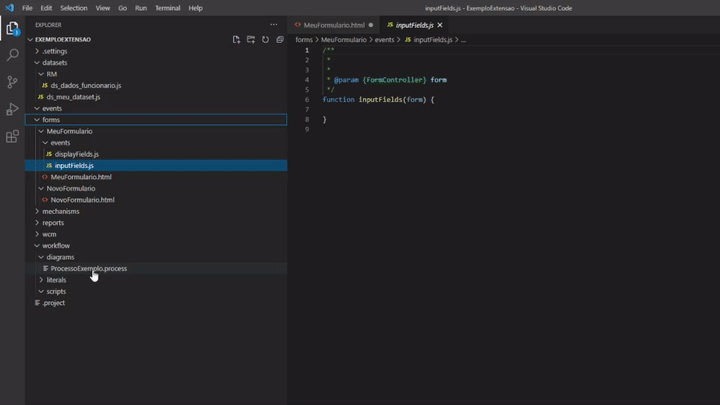 File Edit Selection View Go Run Terminal Help
inputFields.js - ExemploExtensao - Visual Studio Code
EXPLORER
EXEMPLOEXTENSAO
.settings
datasets
RM
JS ds_dados_funcionario.js
JS ds_meu_dataset.js
events
forms
MeuFormulario
events
JS displayFields.js
JS inputFields.js
<> MeuFormulario.html
NovoFormulario
<> NovoFormulario.html
mechanisms
reports
wcm
workflow
diagrams
ProcessoExemplo.process
literals
scripts
.project
<> MeuFormulario.html
JS inputFields.js
forms > MeuFormulario > events > JS inputFields.js > ...
1 /**
2 *
3 *
4 * @param {FormController} form
5 */
6 function inputFields(form) {
7
8 }
9
1